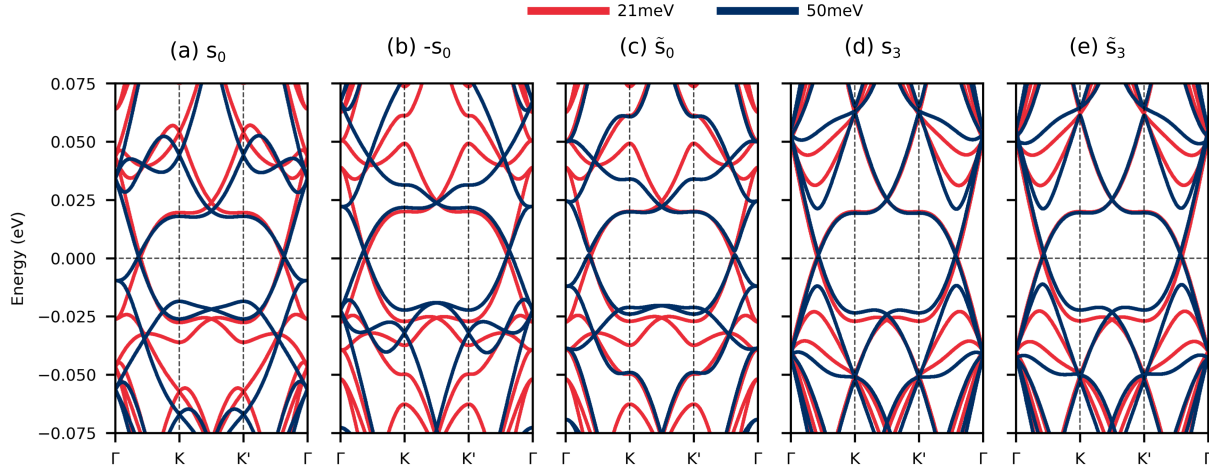 21meV 50meV
(a) s₀ (b) -s₀ (c) s̃₀ (d) s₃ (e) s̃₃
Energy (eV)
0.075
0.050
0.025
0.000
−0.025
−0.050
−0.075
Γ K K' Γ Γ K K' Γ Γ K K' Γ Γ K K' Γ Γ K K' Γ